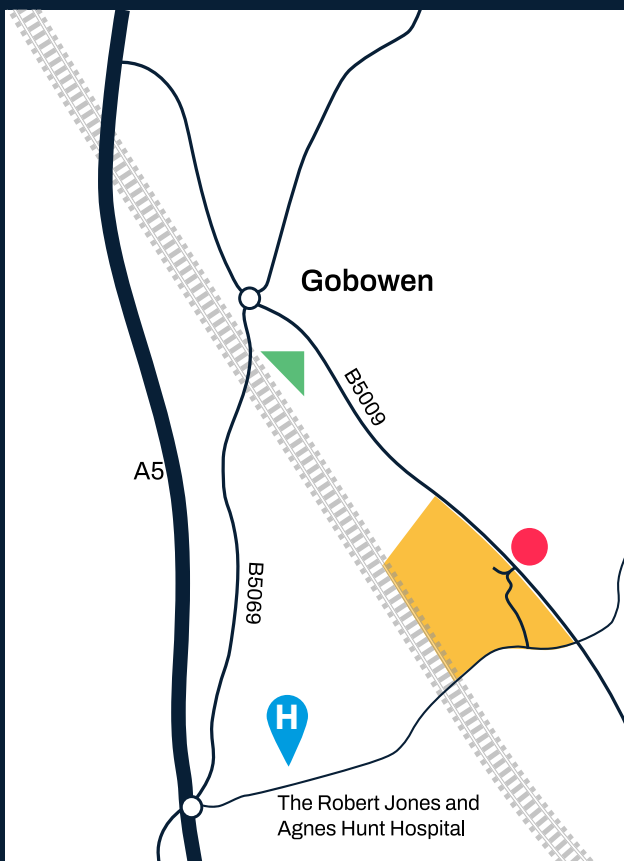 Gobowen
B5009
A5
B5069
H
The Robert Jones and
Agnes Hunt Hospital